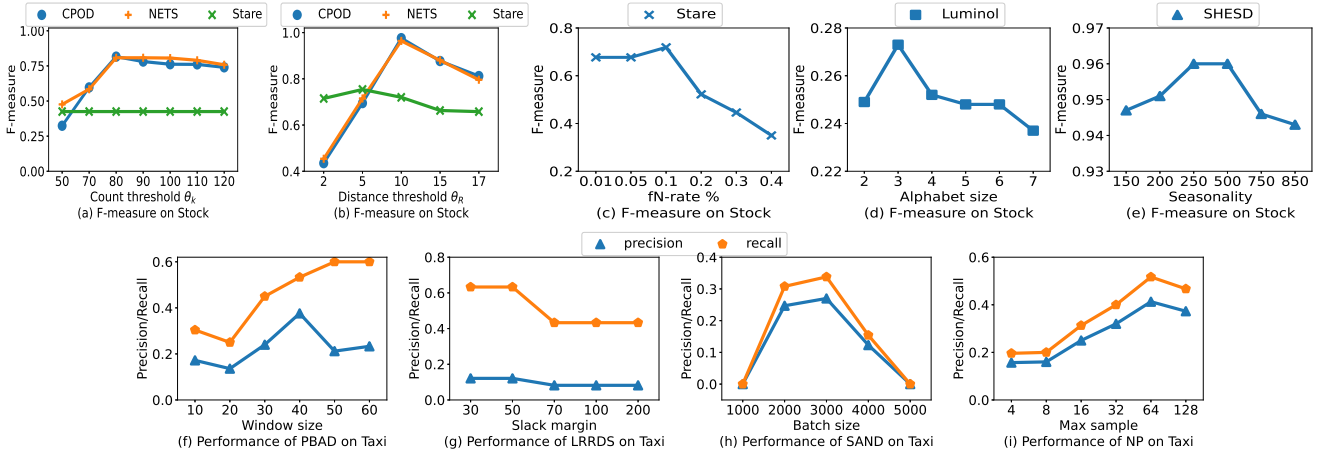 CPOD NETS Stare
1.00
0.75
0.50
0.25
0.00
F-measure
50 70 80 90 100 110 120
Count threshold θk
(a) F-measure on Stock
CPOD NETS Stare
1.0
0.8
0.6
0.4
F-measure
2 5 10 15 17
Distance threshold θR
(b) F-measure on Stock
Stare
0.8
0.6
0.4
0.2
F-measure
0.01 0.05 0.1 0.2 0.3 0.4
fN-rate %
(c) F-measure on Stock
Luminol
0.28
0.26
0.24
0.22
F-measure
2 3 4 5 6 7
Alphabet size
(d) F-measure on Stock
SHESD
0.97
0.96
0.95
0.94
0.93
F-measure
150 200 250 500 750 850
Seasonality
(e) F-measure on Stock
precision recall
0.6
0.4
0.2
0.0
Precision/Recall
10 20 30 40 50 60
Window size
(f) Performance of PBAD on Taxi
0.8
0.6
0.4
0.2
0.0
Precision/Recall
30 50 70 100 200
Slack margin
(g) Performance of LRRDS on Taxi
0.4
0.3
0.2
0.1
0.0
Precision/Recall
1000 2000 3000 4000 5000
Batch size
(h) Performance of SAND on Taxi
0.6
0.4
0.2
0.0
Precision/Recall
4 8 16 32 64 128
Max sample
(i) Performance of NP on Taxi